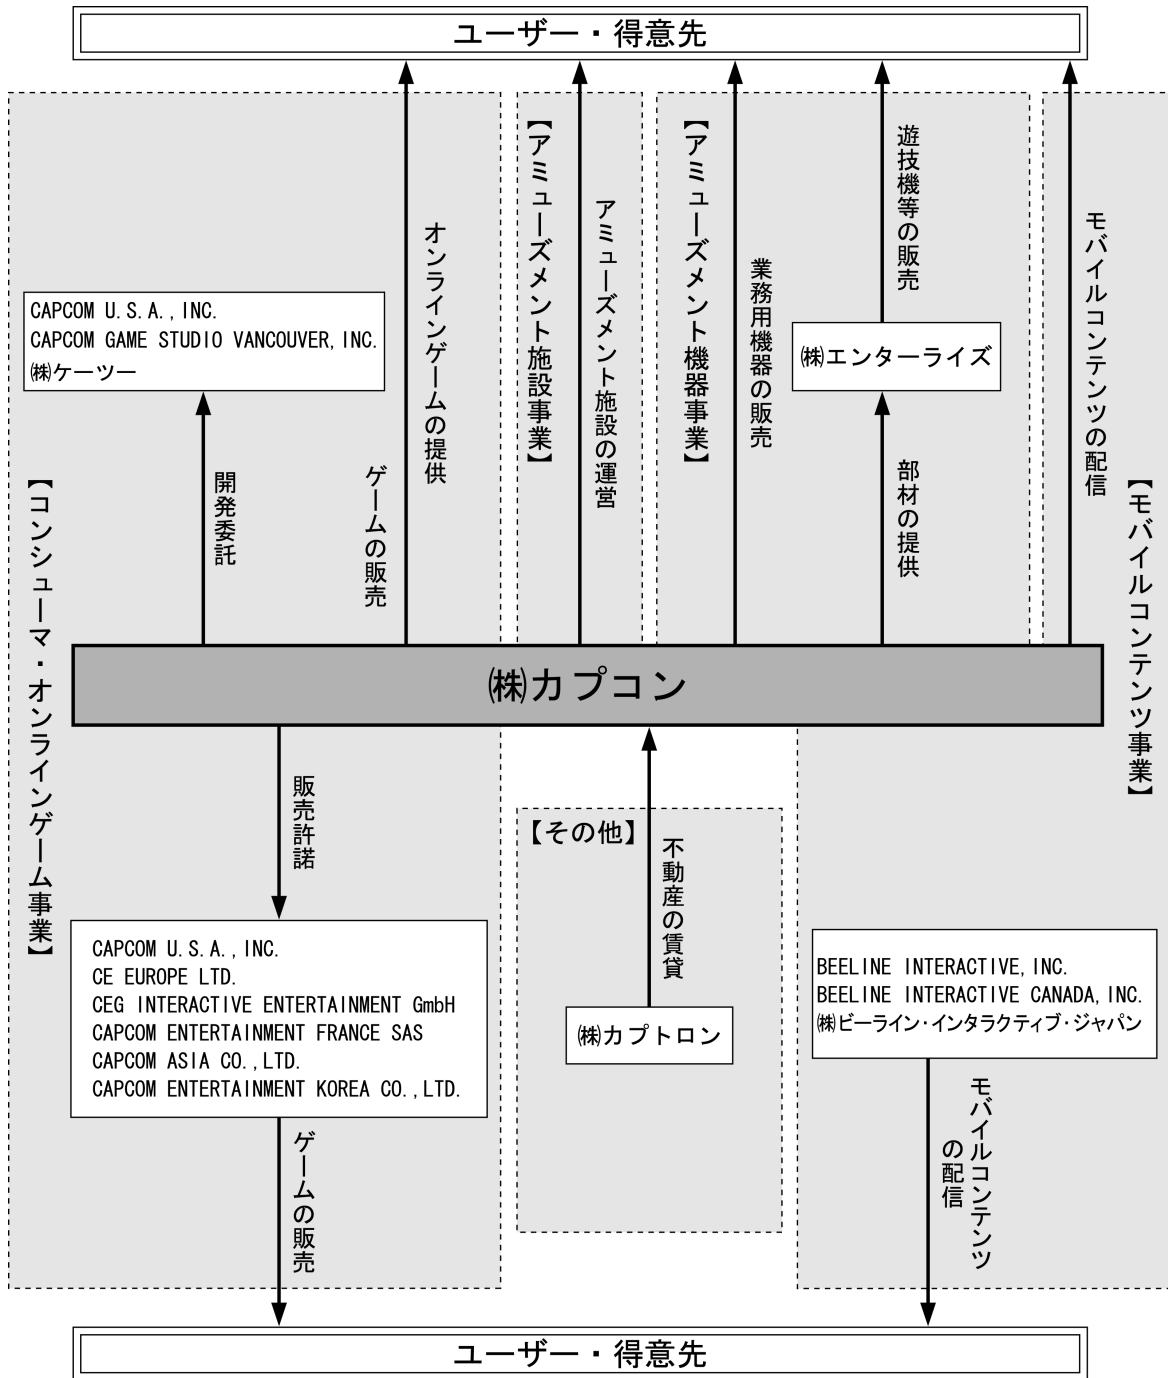 ユーザー・得意先
【コンシューマ・オンラインゲーム事業】
CAPCOM U.S.A.,INC.
CAPCOM GAME STUDIO VANCOUVER,INC.
㈱ケーツー
開発委託
オンラインゲームの提供
ゲームの販売
【アミューズメント施設事業】
アミューズメント施設の運営
【アミューズメント機器事業】
業務用機器の販売
遊技機等の販売
㈱エンターライズ
部材の提供
モバイルコンテンツの配信
【モバイルコンテンツ事業】
㈱カプコン
販売許諾
CAPCOM U.S.A.,INC.
CE EUROPE LTD.
CEG INTERACTIVE ENTERTAINMENT GmbH
CAPCOM ENTERTAINMENT FRANCE SAS
CAPCOM ASIA CO.,LTD.
CAPCOM ENTERTAINMENT KOREA CO.,LTD.
ゲームの販売
【その他】
不動産の賃貸
㈱カプトロン
BEELINE INTERACTIVE,INC.
BEELINE INTERACTIVE CANADA,INC.
㈱ビーライン・インタラクティブ・ジャパン
モバイルコンテンツ
の配信
ユーザー・得意先